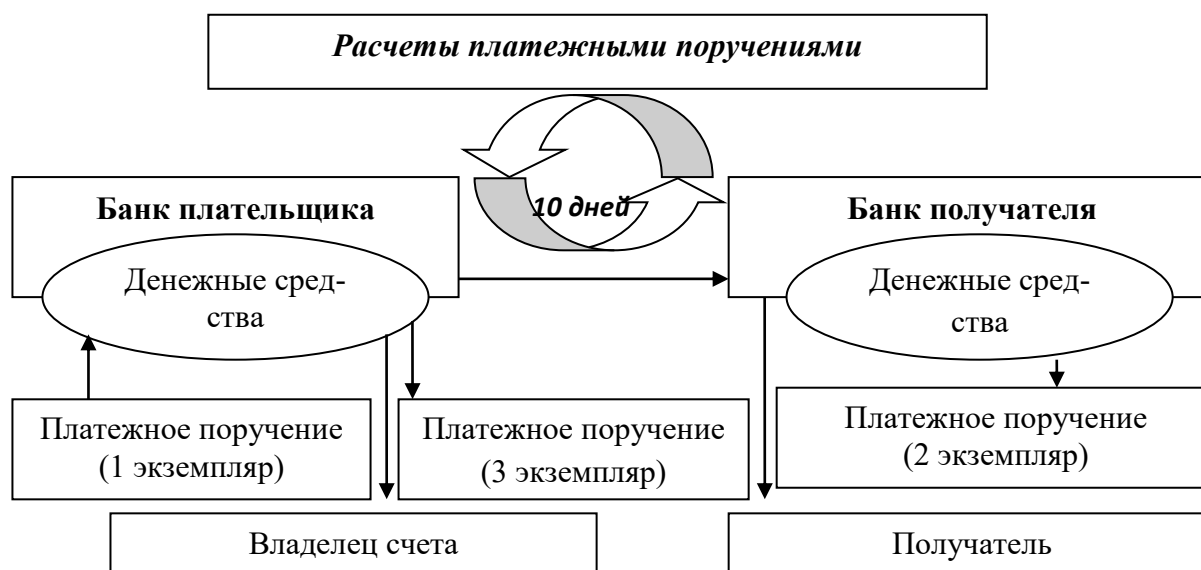 Расчеты платежными поручениями
10 дней
Банк плательщика
Денежные сред-
ства
Банк получателя
Денежные сред-
ства
Платежное поручение
(1 экземпляр)
Платежное поручение
(3 экземпляр)
Платежное поручение
(2 экземпляр)
Владелец счета
Получатель